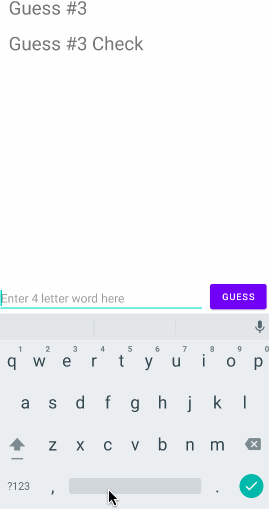 Guess #3
Guess #3 Check
Enter 4 letter word here
GUESS
1 2 3 4 5 6 7 8 9 0
q w e r t y u i o p
a s d f g h j k l
z x c v b n m
?123 , .